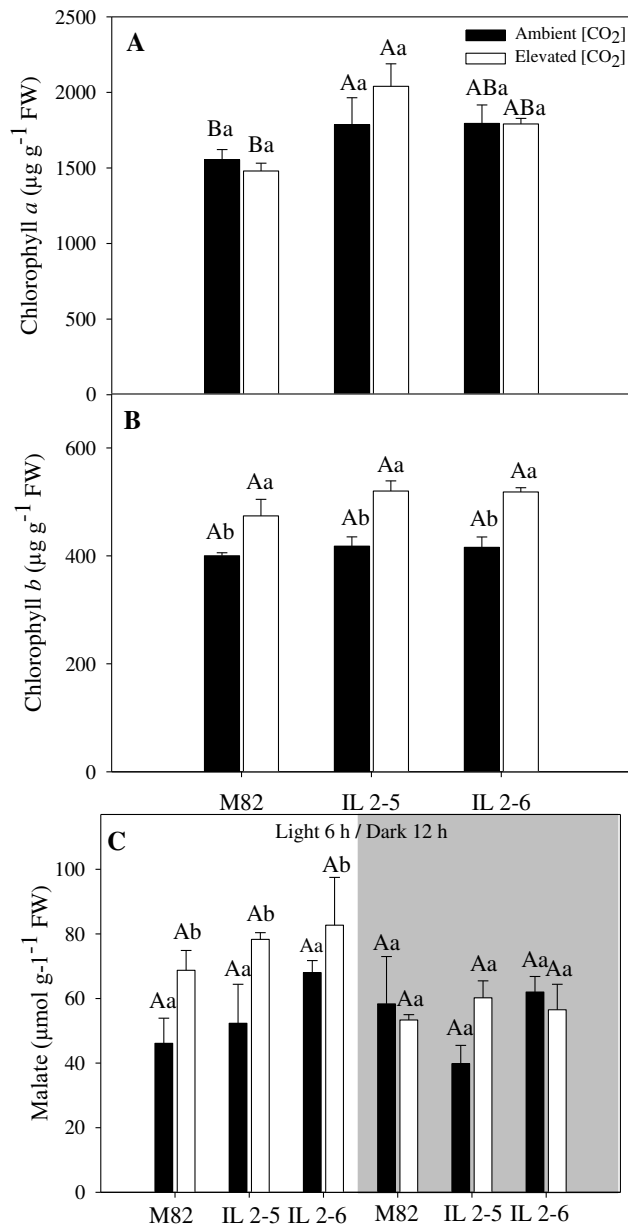 A
Ambient [CO2]
Elevated [CO2]
Chlorophyll a (µg g-1 FW)
2500
2000
1500
1000
500
0
Ba
Ba
Aa
Aa
ABa
ABa
B
Chlorophyll b (µg g-1 FW)
600
400
200
0
Ab
Aa
Ab
Aa
Ab
Aa
M82
IL 2-5
IL 2-6
C
Light 6 h / Dark 12 h
Malate (µmol g-1-1 FW)
100
80
60
40
20
0
Aa
Ab
Aa
Ab
Aa
Ab
Aa
Aa
Aa
Aa
Aa
Aa
M82
IL 2-5
IL 2-6
M82
IL 2-5
IL 2-6